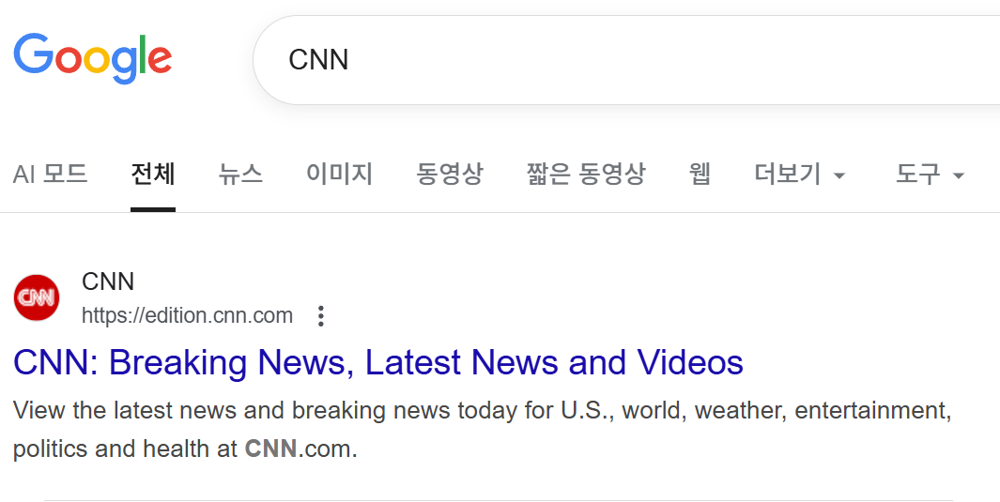 Google
CNN
AI 모드 전체 뉴스 이미지 동영상 짧은 동영상 웹 더보기 도구
CNN
CNN
https://edition.cnn.com
CNN: Breaking News, Latest News and Videos
View the latest news and breaking news today for U.S., world, weather, entertainment,
politics and health at CNN.com.